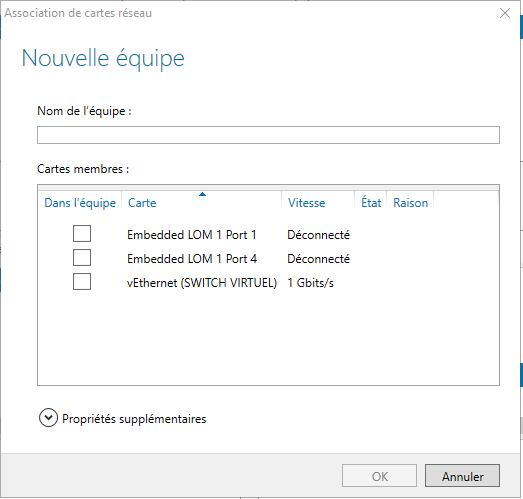 Association de cartes réseau
Nouvelle équipe
Nom de l'équipe :
Cartes membres :
Dans l'équipe Carte Vitesse État Raison
Embedded LOM 1 Port 1 Déconnecté
Embedded LOM 1 Port 4 Déconnecté
vEthernet (SWITCH VIRTUEL) 1 Gbits/s
Propriétés supplémentaires
OK Annuler